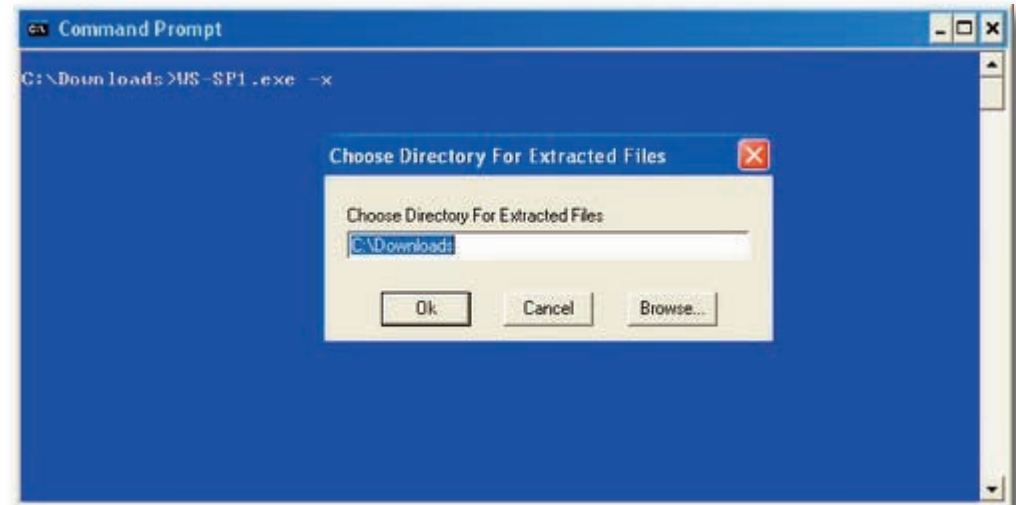 Command Prompt
C:\Downloads>WS-SP1.exe -x
Choose Directory For Extracted Files
Choose Directory For Extracted Files
C:\Downloads
Ok Cancel Browse...